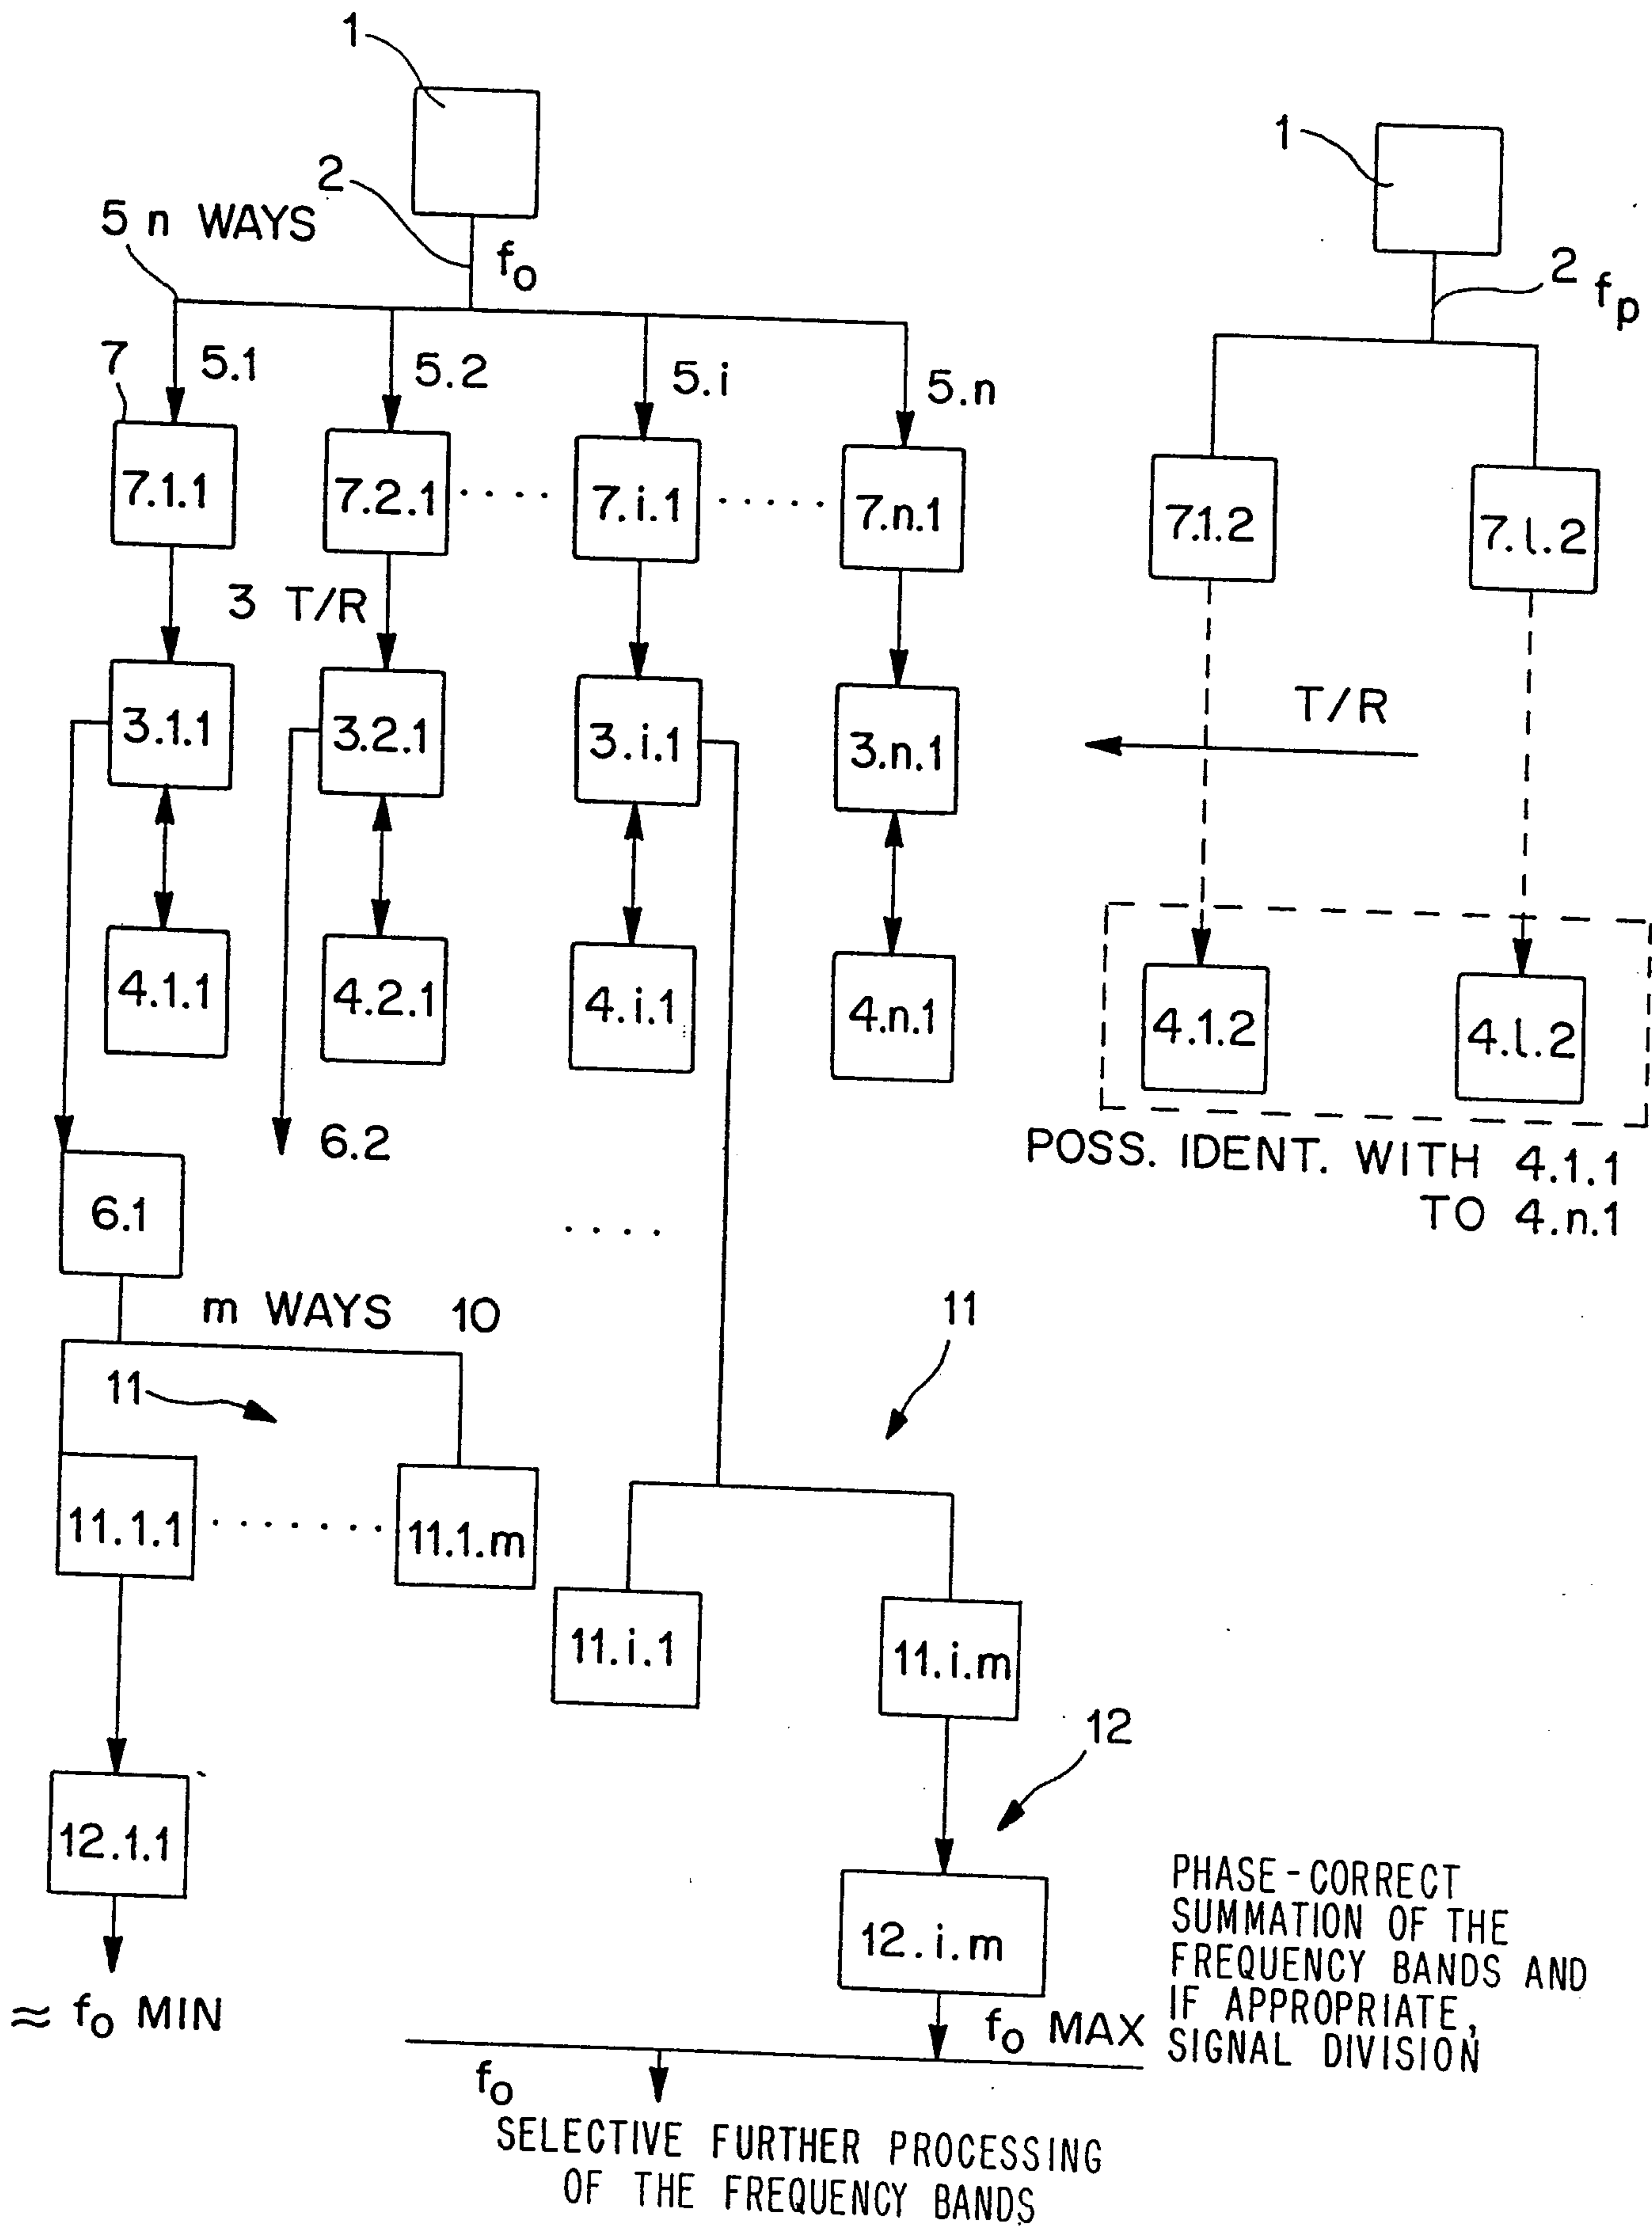 1
1
2
5 n WAYS
f₀
2
fₚ
7
5.1
5.2
5.i
5.n
7.1.1
7.2.1
....
7.i.1
.....
7.n.1
7.1.2
7.l.2
3 T/R
3.1.1
3.2.1
3.i.1
3.n.1
T/R
4.1.1
4.2.1
4.i.1
4.n.1
4.1.2
4.l.2
6.2
POSS. IDENT. WITH 4.1.1
TO 4.n.1
6.1
....
m WAYS 10
11
11
11.1.1
.......
11.1.m
11.i.1
11.i.m
12
12.1.1
12.i.m
PHASE-CORRECT
SUMMATION OF THE
FREQUENCY BANDS AND
IF APPROPRIATE,
SIGNAL DIVISION
≈ f₀ MIN
f₀ MAX
f₀
SELECTIVE FURTHER PROCESSING
OF THE FREQUENCY BANDS